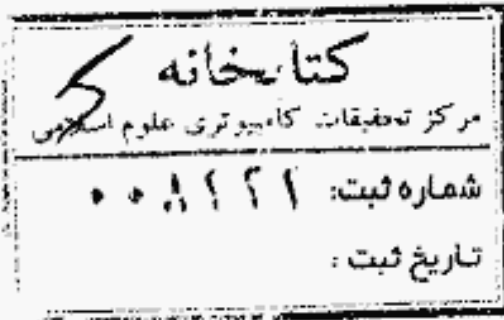 کتابخانه
مرکز تحقیقات کامپیوتری علوم اسلامی
شماره ثبت:
تاریخ ثبت :